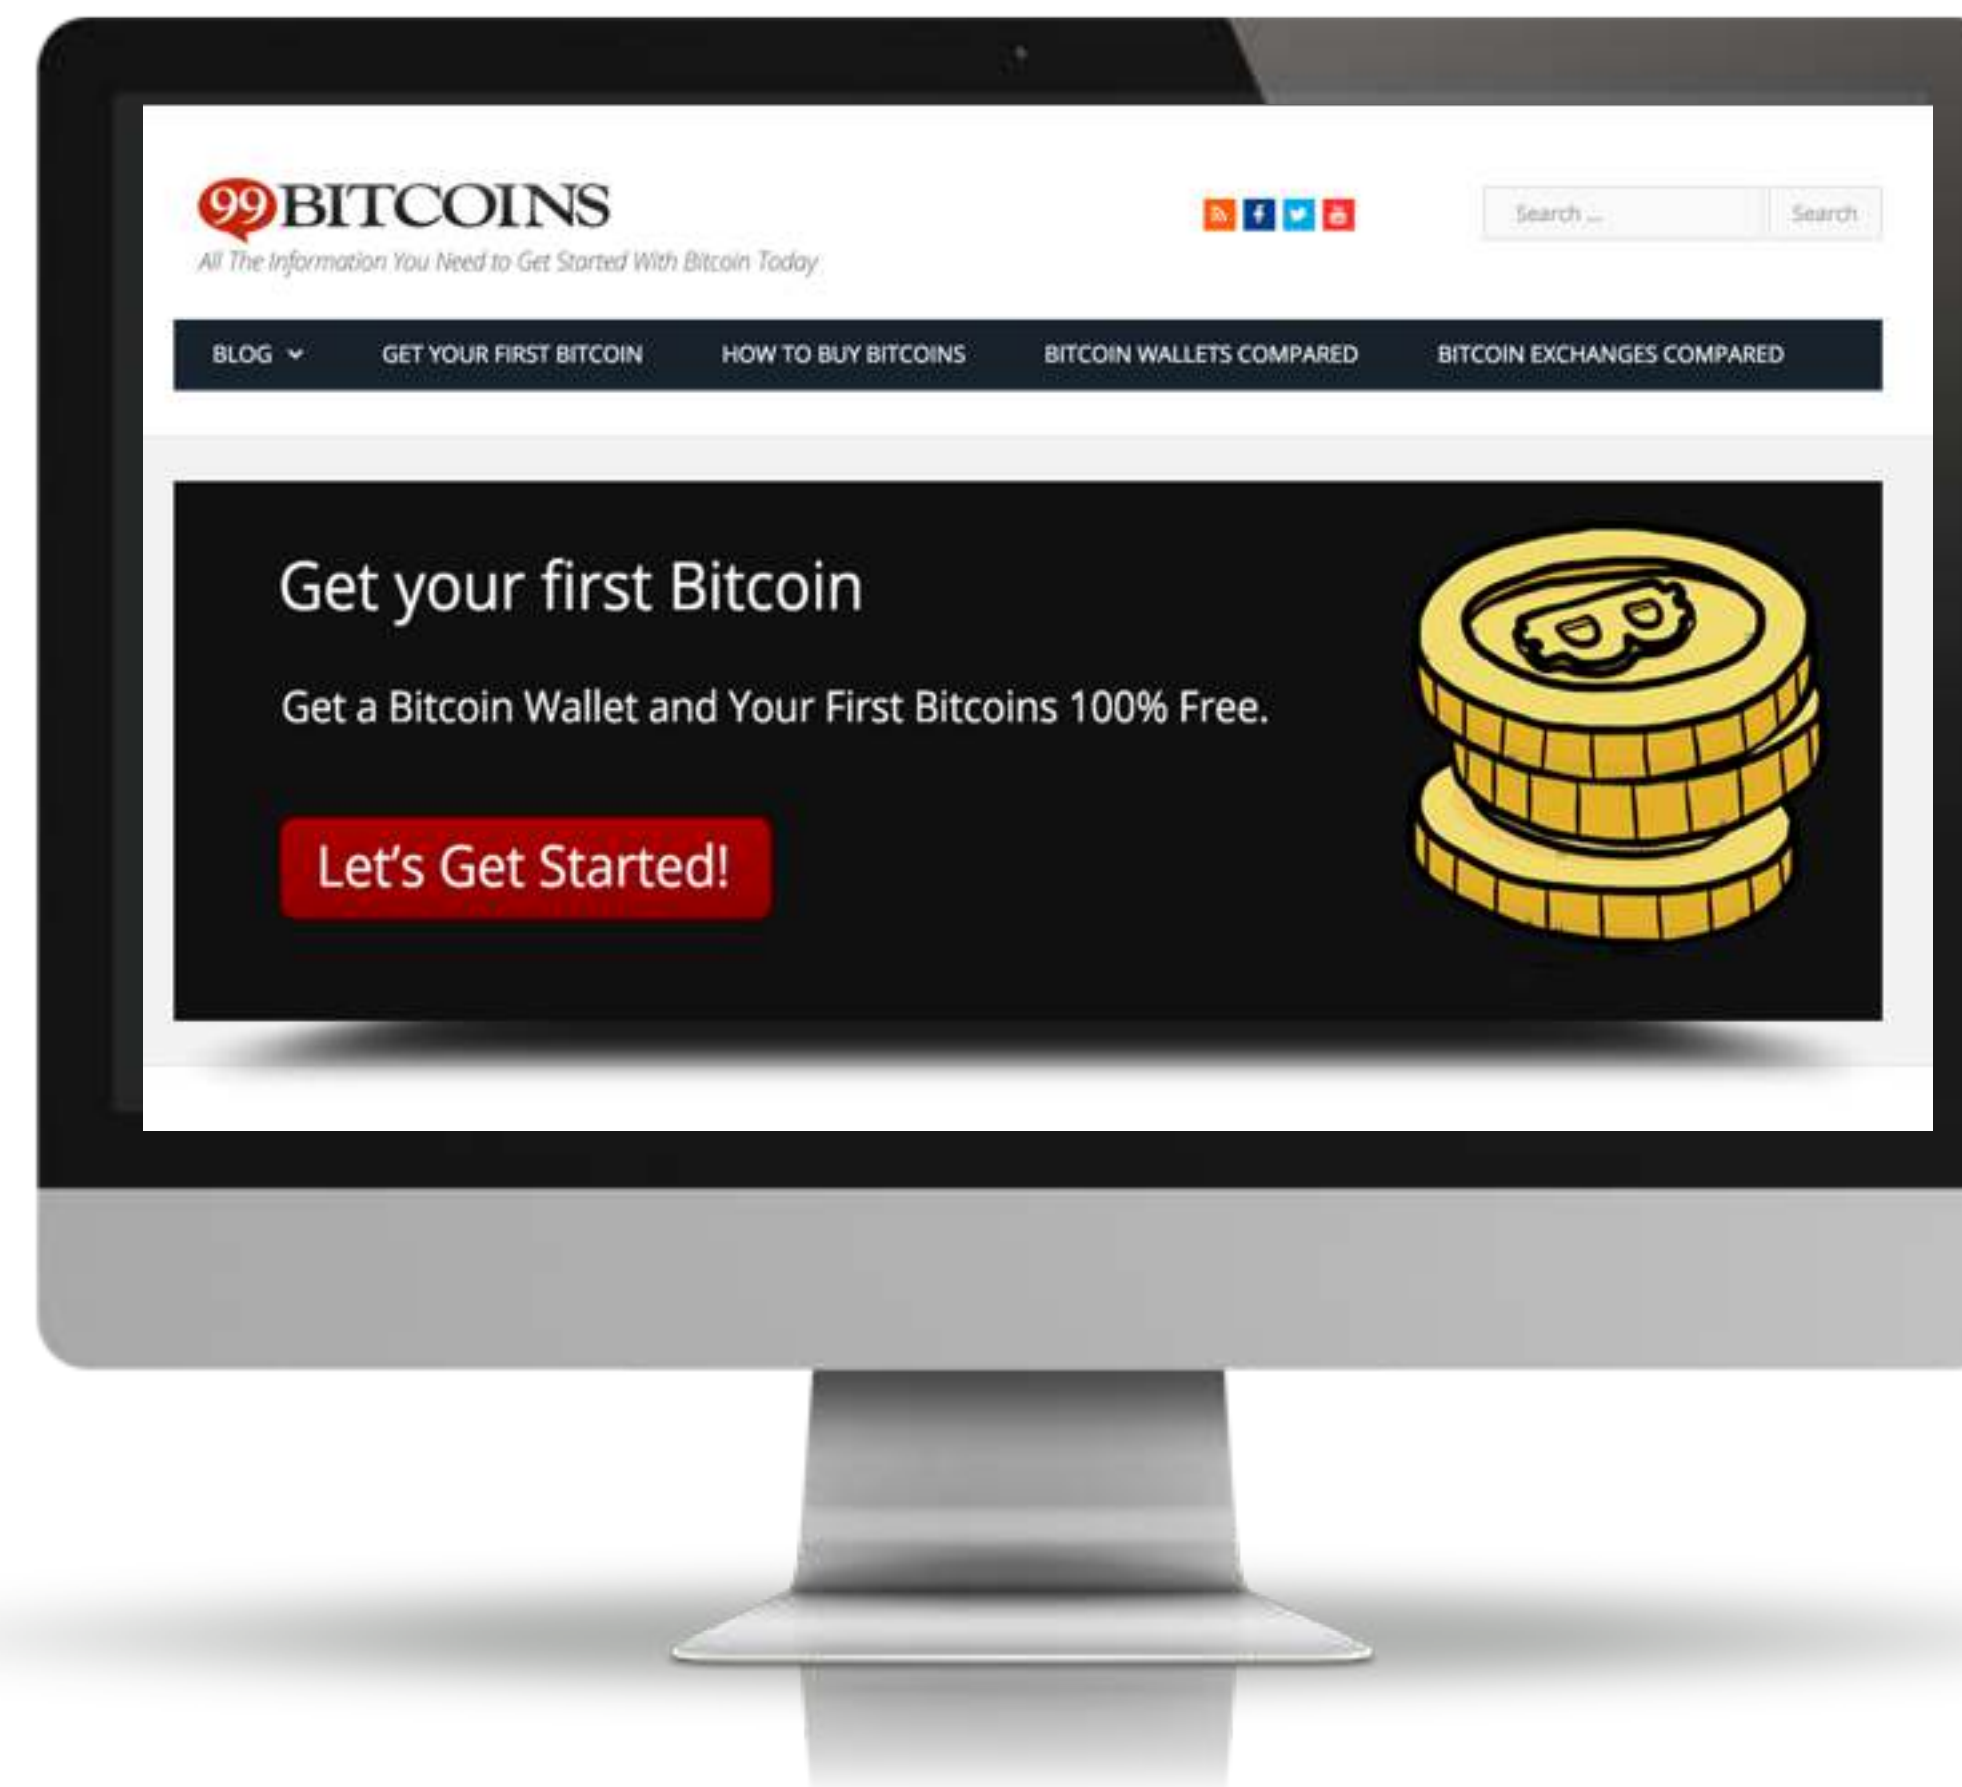 99BITCOINS
All The Information You Need to Get Started With Bitcoin Today
Search ...
Search
BLOG
GET YOUR FIRST BITCOIN
HOW TO BUY BITCOINS
BITCOIN WALLETS COMPARED
BITCOIN EXCHANGES COMPARED
Get your first Bitcoin
Get a Bitcoin Wallet and Your First Bitcoins 100% Free.
Let's Get Started!